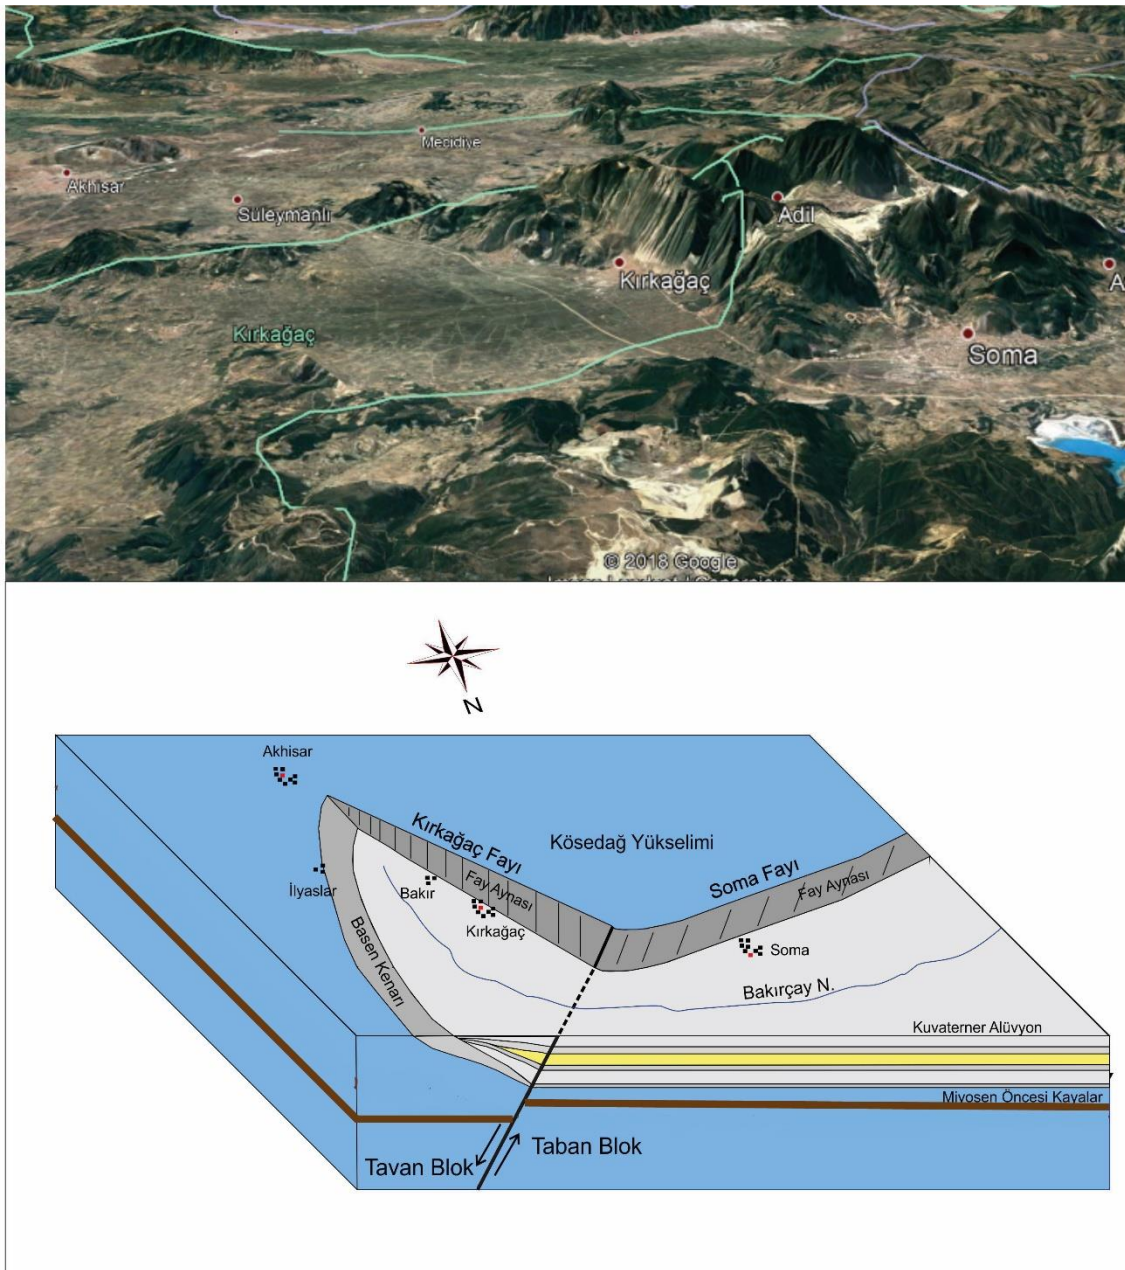 Mecidiye
Akhisar
Süleymanlı
Adil
Kırkağaç
A
Kırkağaç
Soma
© 2018 Google
N
Akhisar
Kırkağaç Fayı
Kösedağ Yükselimi
Soma Fayı
Fay Aynası
Fay Aynası
İlyaslar
Bakır
Kırkağaç
Soma
Basen Kenarı
Bakırçay N.
Kuvaterner Alüvyon
Miyosen Öncesi Kayalar
Taban Blok
Tavan Blok